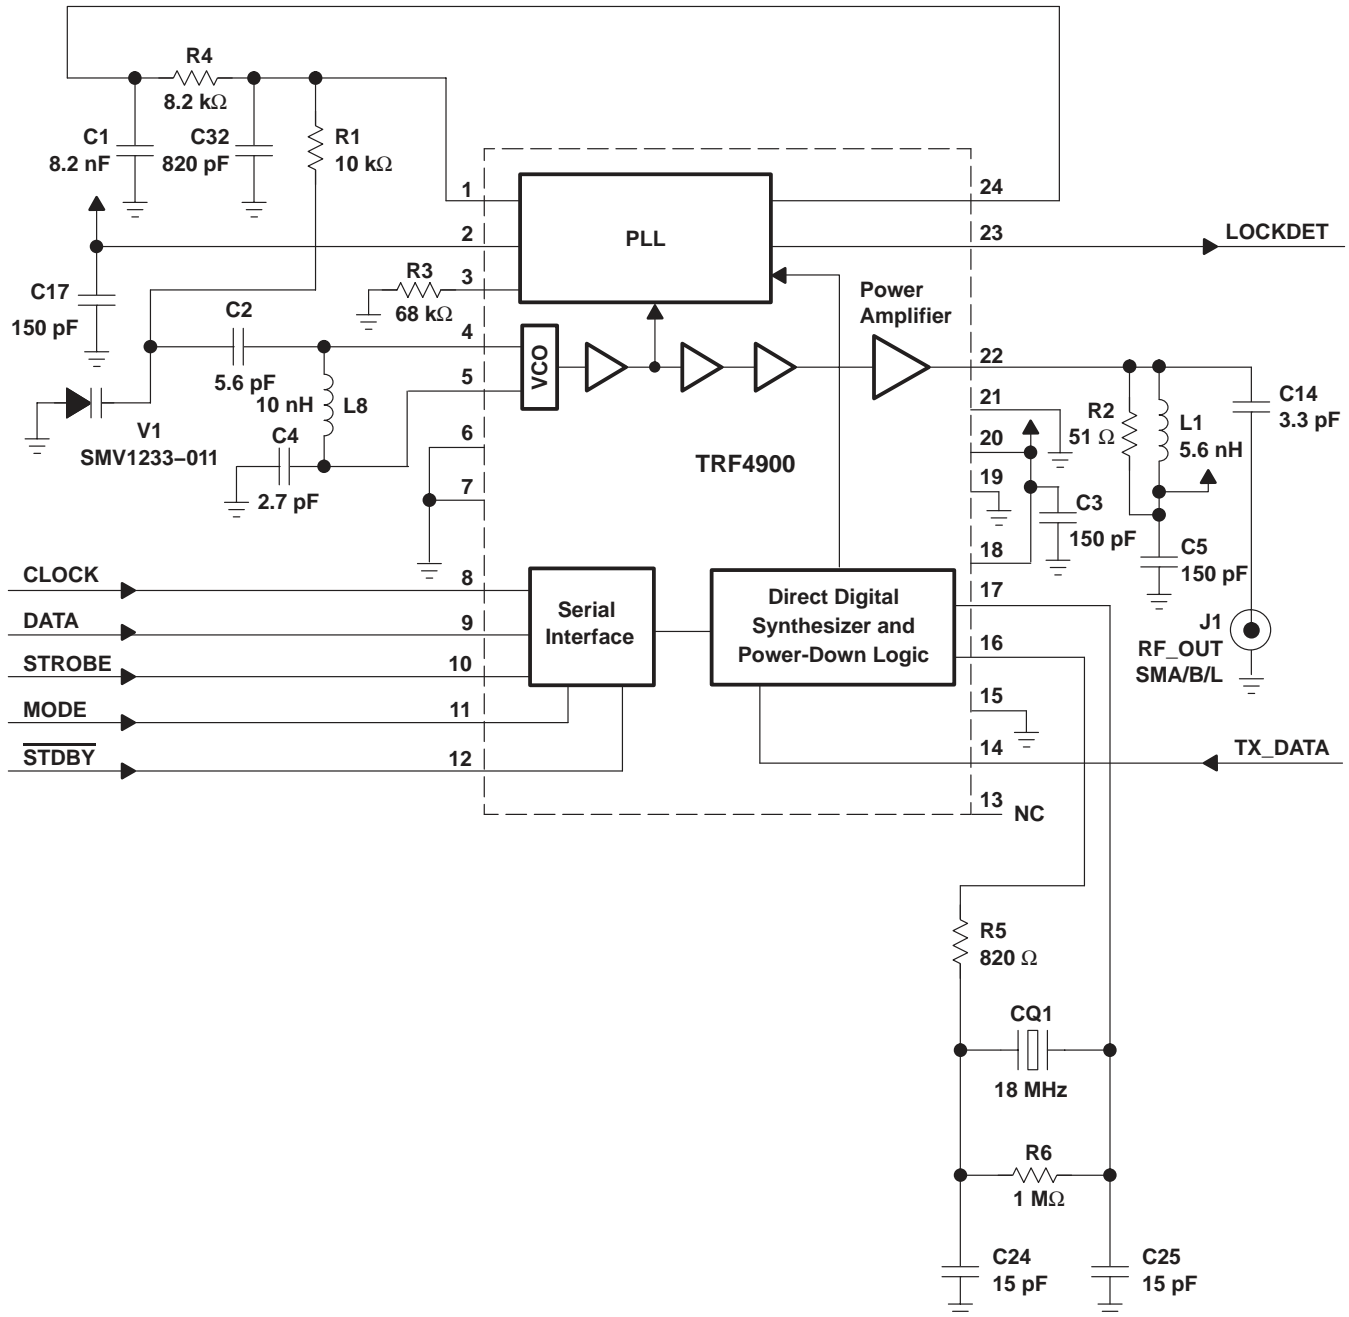 R4
8.2 kΩ
C1
8.2 nF
C32
820 pF
R1
10 kΩ
1
24
PLL
2
23
LOCKDET
R3
68 kΩ
3
C17
150 pF
C2
5.6 pF
4
Power
Amplifier
VCO
22
5
10 nH
L8
V1
SMV1233–011
C4
2.7 pF
6
7
TRF4900
21
20
19
18
R2
51 Ω
L1
5.6 nH
C14
3.3 pF
C3
150 pF
C5
150 pF
CLOCK
8
DATA
9
STROBE
10
MODE
11
STDBY
12
Serial
Interface
Direct Digital
Synthesizer and
Power-Down Logic
17
16
15
14
13
NC
J1
RF_OUT
SMA/B/L
TX_DATA
R5
820 Ω
CQ1
18 MHz
R6
1 MΩ
C24
15 pF
C25
15 pF